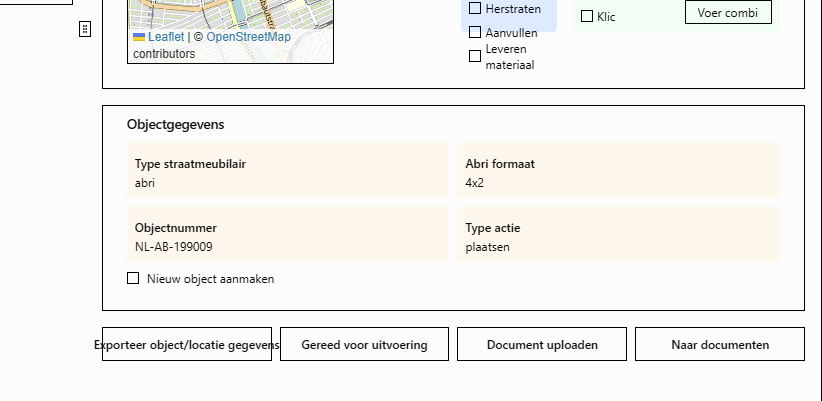 Herstraten
Klic
Voer combi
Aanvullen
Leaflet | © OpenStreetMap
contributors
Leveren
materiaal
Objectgegevens
Type straatmeubilair
abri
Abri formaat
4x2
Objectnummer
NL-AB-199009
Type actie
plaatsen
Nieuw object aanmaken
Exporteer object/locatie gegevens
Gereed voor uitvoering
Document uploaden
Naar documenten